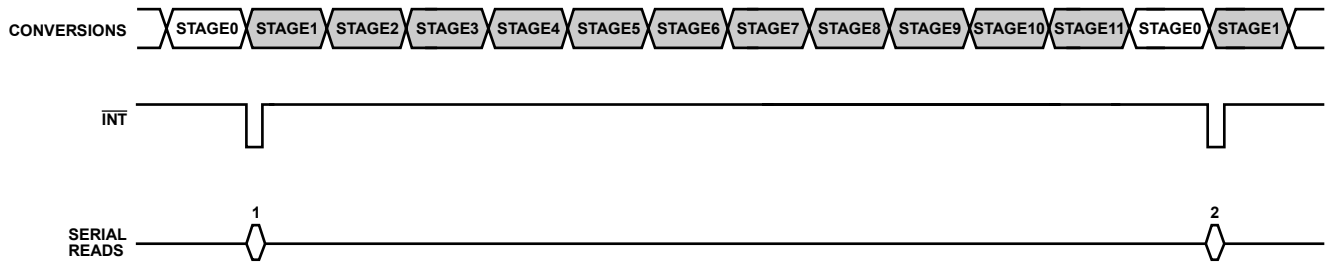 CONVERSIONS STAGE0 STAGE1 STAGE2 STAGE3 STAGE4 STAGE5 STAGE6 STAGE7 STAGE8 STAGE9 STAGE10 STAGE11 STAGE0 STAGE1
INT
1 2
SERIAL
READS